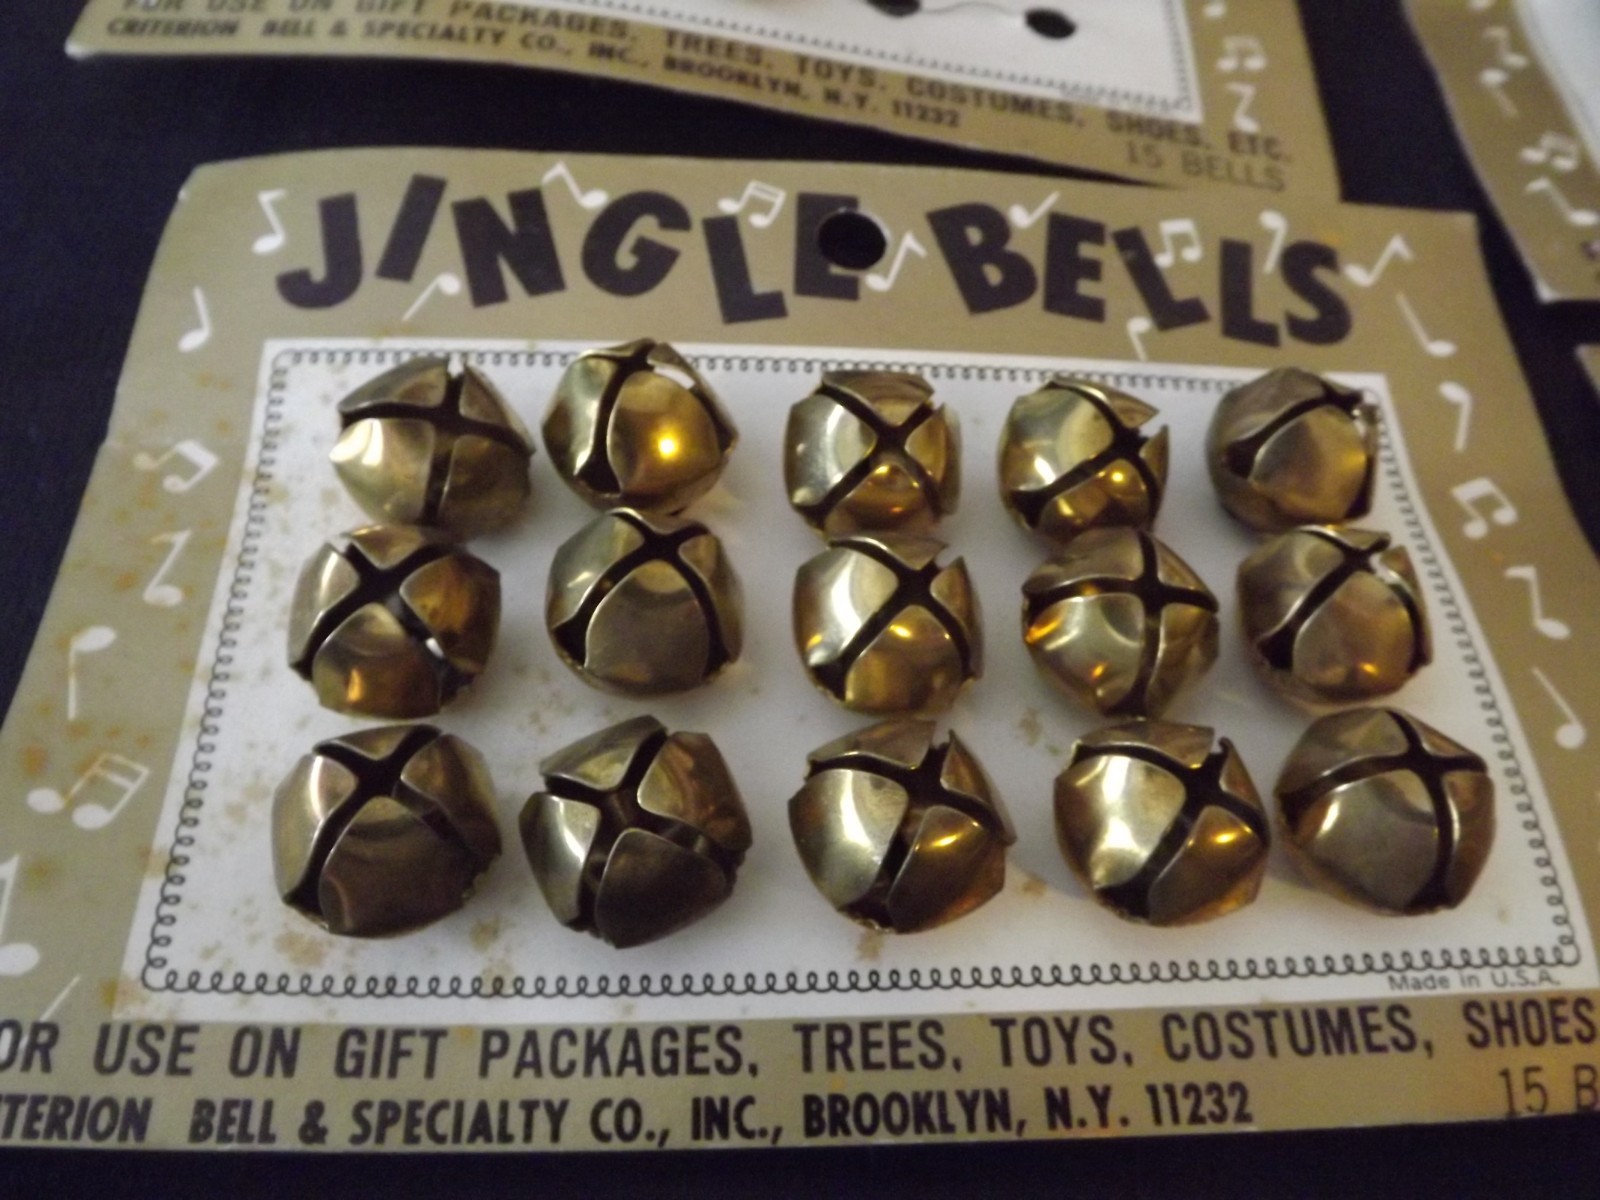 FOR USE ON GIFT PACKAGES, TREES, TOYS, COSTUMES, SHOES, ETC.
CRITERION BELL & SPECIALTY CO., INC., BROOKLYN, N.Y. 11232
15 BELLS
JINGLE BELLS
Made in U.S.A.
OR USE ON GIFT PACKAGES, TREES, TOYS, COSTUMES, SHOES
ITERION BELL & SPECIALTY CO., INC., BROOKLYN, N.Y. 11232
15 B